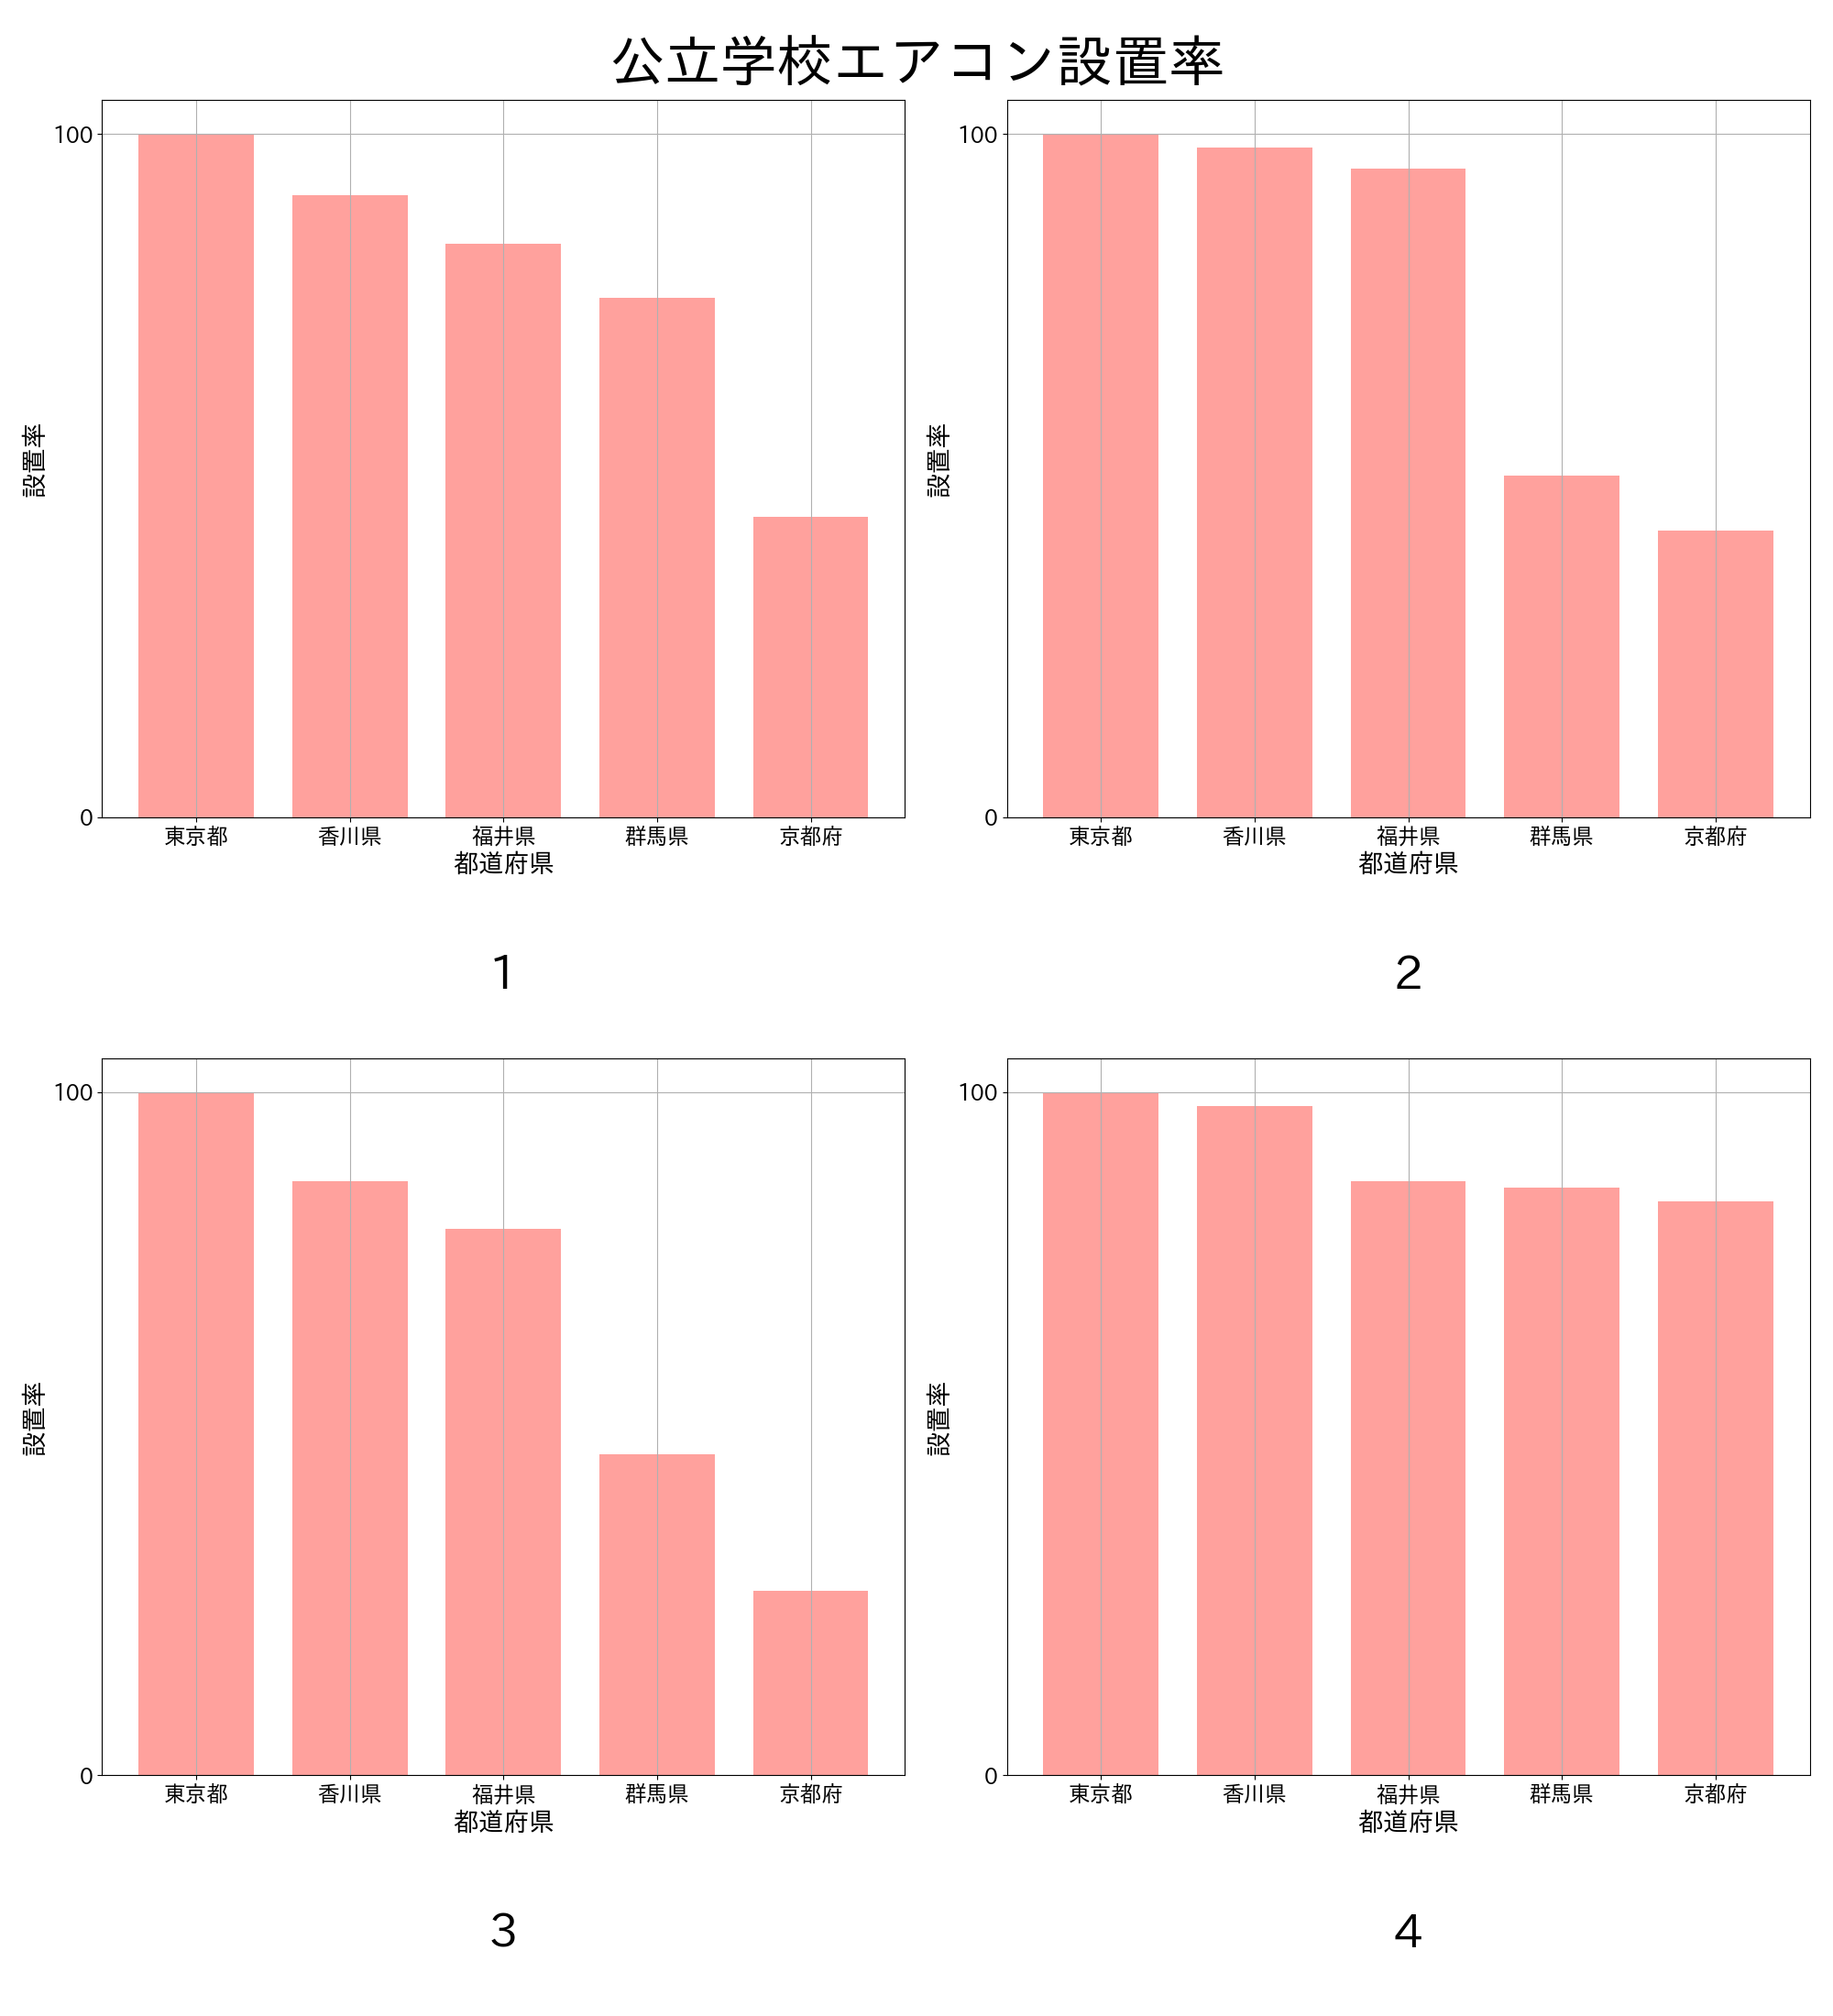 公立学校エアコン設置率
100
0
設置率
東京都 香川県 福井県 群馬県 京都府
都道府県
1
100
0
設置率
東京都 香川県 福井県 群馬県 京都府
都道府県
2
100
0
設置率
東京都 香川県 福井県 群馬県 京都府
都道府県
3
100
0
設置率
東京都 香川県 福井県 群馬県 京都府
都道府県
4